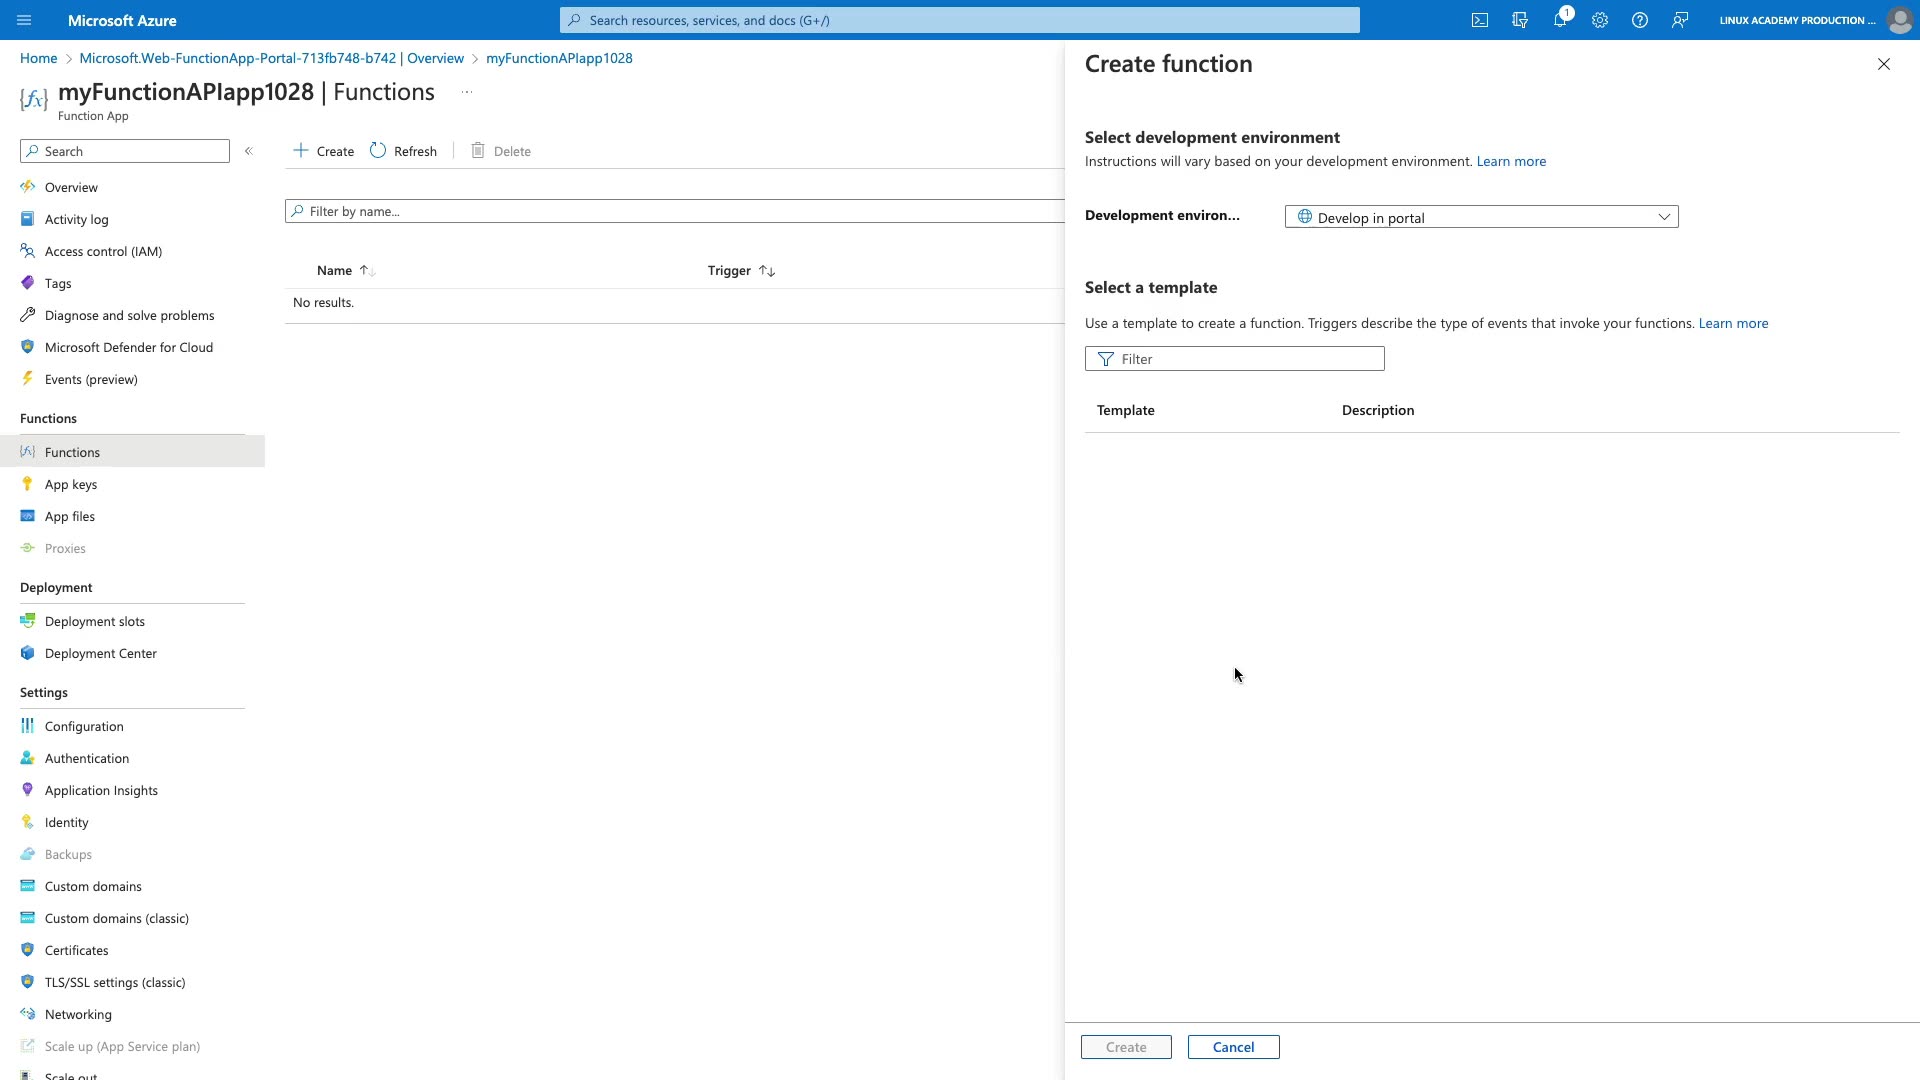 Microsoft Azure
Search resources, services, and docs (G+/)
1
LINUX ACADEMY PRODUCTION ...
Home > Microsoft.Web-FunctionApp-Portal-713fb748-b742 | Overview > myFunctionAPIapp1028
myFunctionAPIapp1028 | Functions ...
Function App
Search
Overview
Activity log
Access control (IAM)
Tags
Diagnose and solve problems
Microsoft Defender for Cloud
Events (preview)
Functions
Functions
App keys
App files
Proxies
Deployment
Deployment slots
Deployment Center
Settings
Configuration
Authentication
Application Insights
Identity
Backups
Custom domains
Custom domains (classic)
Certificates
TLS/SSL settings (classic)
Networking
Scale up (App Service plan)
Scale out
Create Refresh Delete
Filter by name...
Name Trigger
No results.
Create function
Select development environment
Instructions will vary based on your development environment. Learn more
Development environ... Develop in portal
Select a template
Use a template to create a function. Triggers describe the type of events that invoke your functions. Learn more
Filter
Template Description
Create Cancel